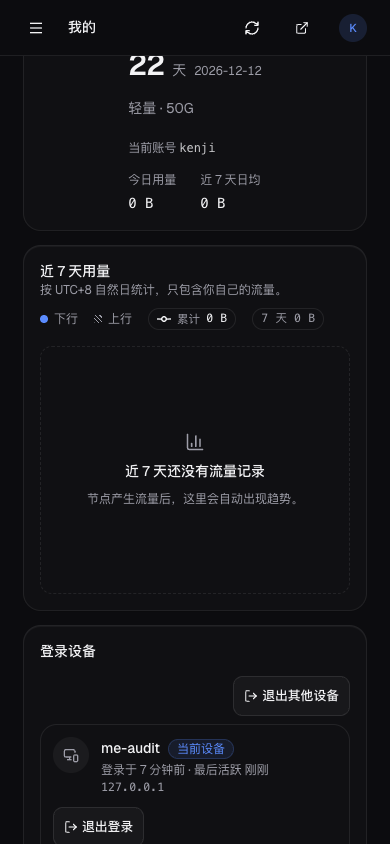 我的
K
22 天 2026-12-12
轻量 · 50G
当前账号 kenji
今日用量 近 7 天日均
0 B 0 B
近 7 天用量
按 UTC+8 自然日统计，只包含你自己的流量。
下行 上行 累计 0 B 7 天 0 B
近 7 天还没有流量记录
节点产生流量后，这里会自动出现趋势。
登录设备
退出其他设备
me-audit 当前设备
登录于 7 分钟前 · 最后活跃 刚刚
127.0.0.1
退出登录